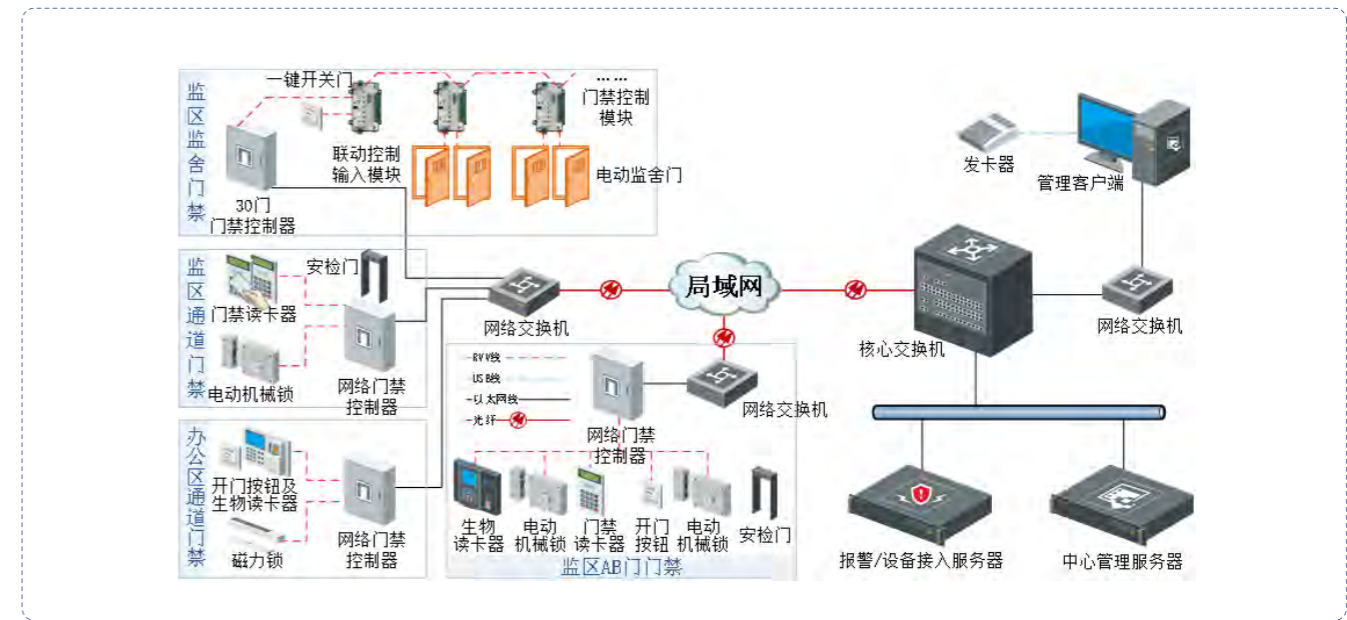 监区监舍门禁
一键开关门
……
门禁控制
模块
联动控制
输入模块
电动监舍门
30门
门禁控制器
监区通道门禁
安检门
门禁读卡器
电动机械锁
网络门禁
控制器
网络交换机
办公区通道门禁
开门按钮及
生物读卡器
磁力锁
网络门禁
控制器
RVV线
USB线
以太网线
光纤
网络门禁
控制器
网络交换机
生物
读卡器
电动
机械锁
门禁
读卡器
开门
按钮
电动
机械锁
安检门
监区AB门门禁
局域网
发卡器
管理客户端
核心交换机
网络交换机
报警/设备接入服务器
中心管理服务器